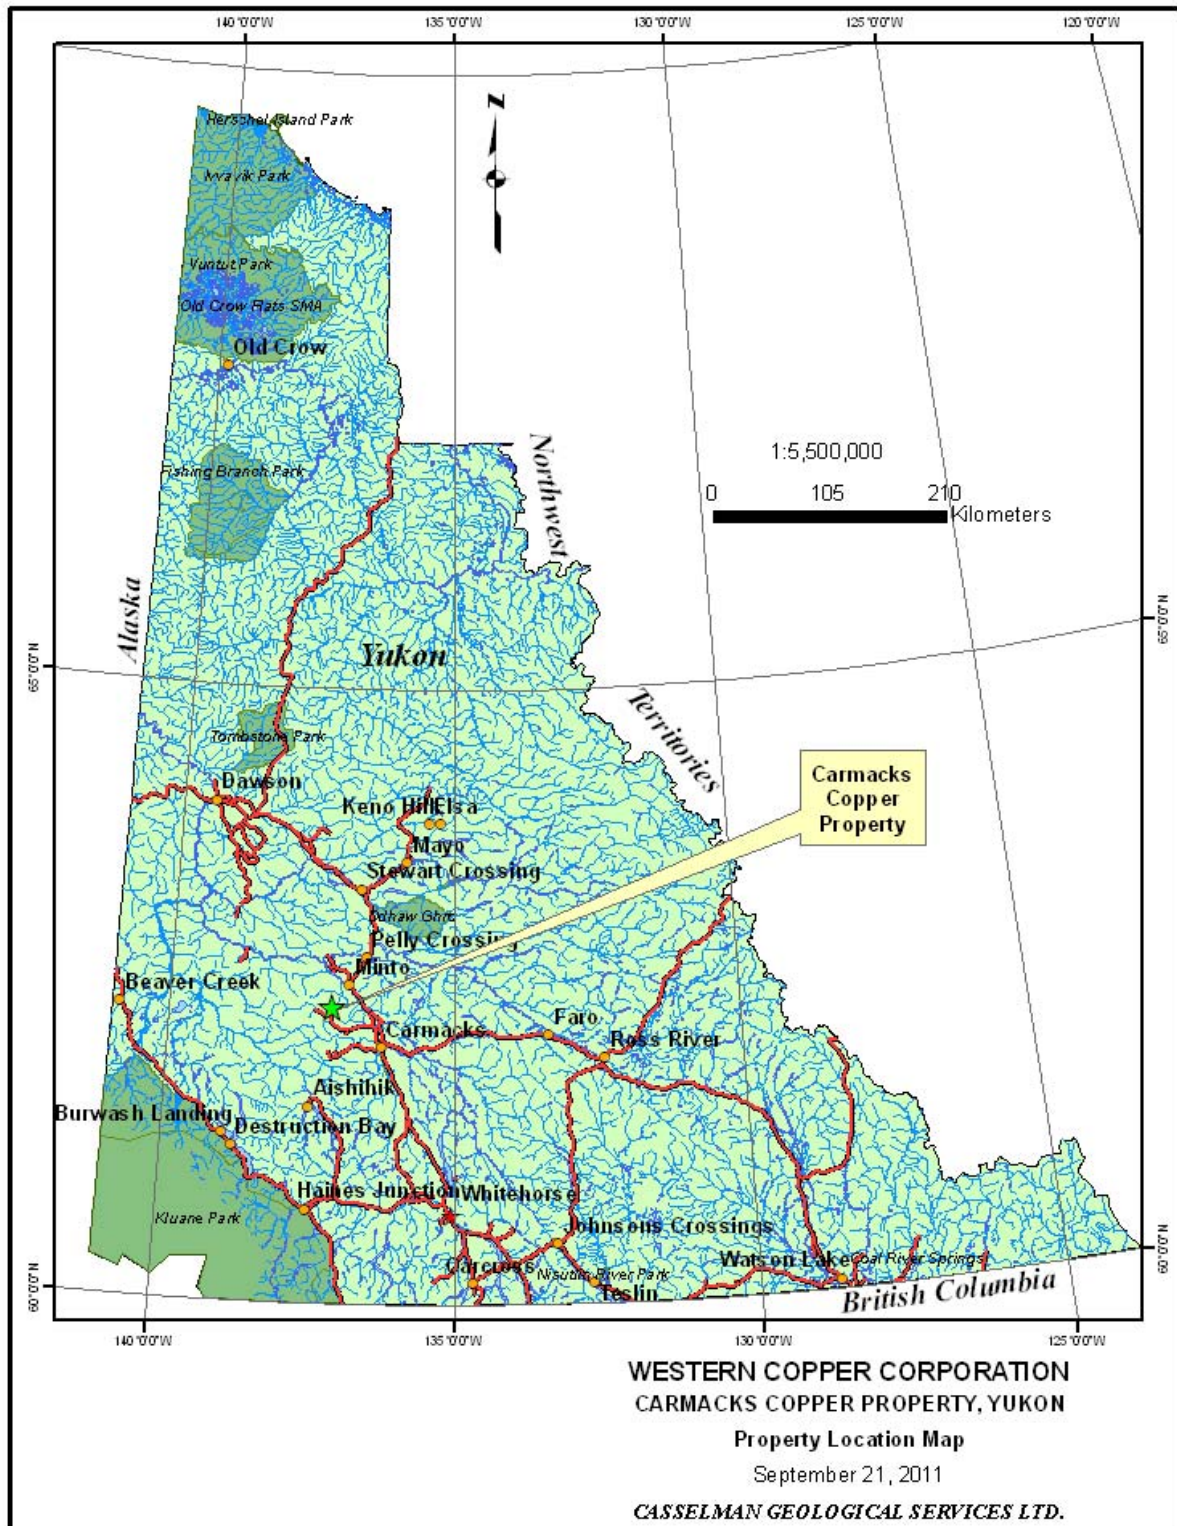 140°0'0"W 135°0'0"W 130°0'0"W 125°0'0"W 120°0'0"W
N
Herschel Island Park
Ivvavik Park
Vuntut Park
Old Crow Flats SMA
Old Crow
Northwest
1:5,500,000
Fishing Branch Park
0 105 210
Kilometers
Alaska
65°0'0"N
Yukon
65°0'0"N
Territories
Tombstone Park
Carmacks
Copper
Property
Dawson
Keno Hill Elsa
Mayo
Stewart Crossing
Ddhaw Ghro
Pelly Crossing
Minto
Beaver Creek
Faro
Carmacks
Ross River
Aishihik
Burwash Landing
Destruction Bay
Haines Junction
Whitehorse
Kluane Park
Johnsons Crossings
60°0'0"N
Watson Lake
Coal River Springs
Carcross
Nisutlin River Park
Teslin
British Columbia
60°0'0"N
140°0'0"W 135°0'0"W 130°0'0"W 125°0'0"W
WESTERN COPPER CORPORATION
CARMACKS COPPER PROPERTY, YUKON
Property Location Map
September 21, 2011
CASSELMAN GEOLOGICAL SERVICES LTD.